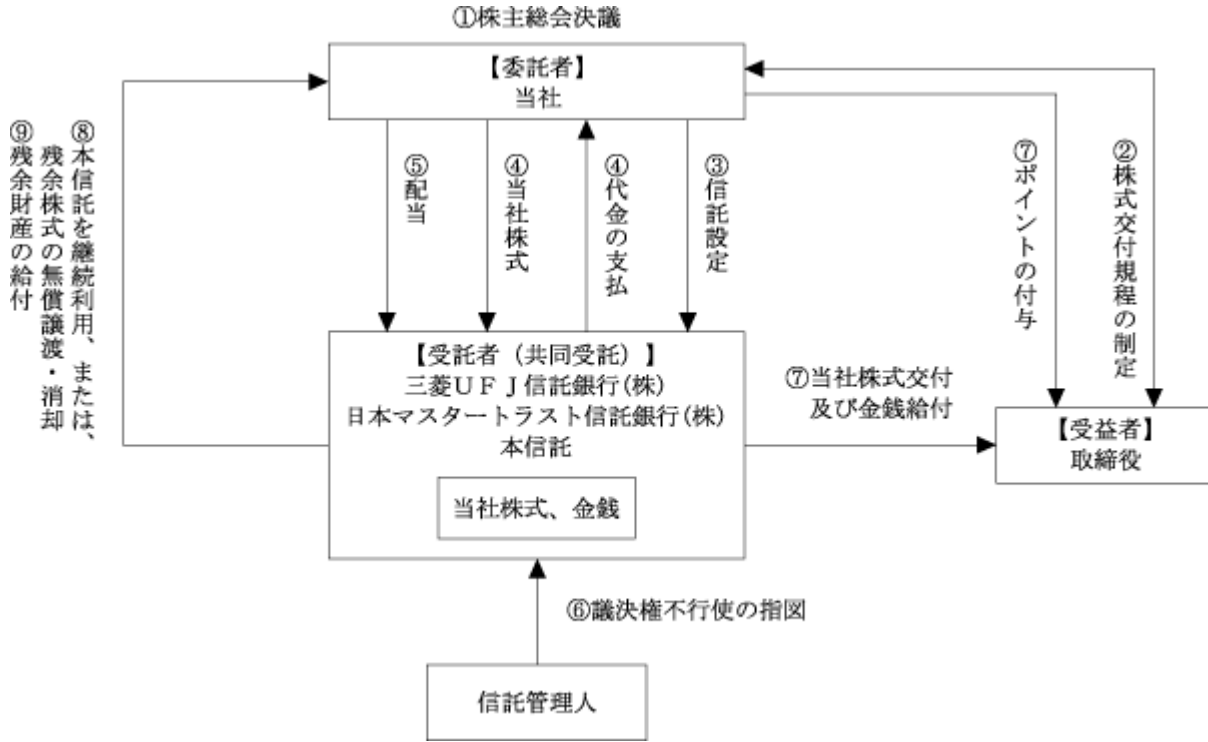 ①株主総会決議
【委託者】
当社
⑧本信託を継続利用、または、
残余株式の無償譲渡・消却
⑨残余財産の給付
⑤配当
④当社株式
④代金の支払
③信託設定
⑦ポイントの付与
②株式交付規程の制定
【受託者（共同受託）】
三菱ＵＦＪ信託銀行(株)
日本マスタートラスト信託銀行(株)
本信託
当社株式、金銭
⑦当社株式交付
及び金銭給付
【受益者】
取締役
⑥議決権不行使の指図
信託管理人